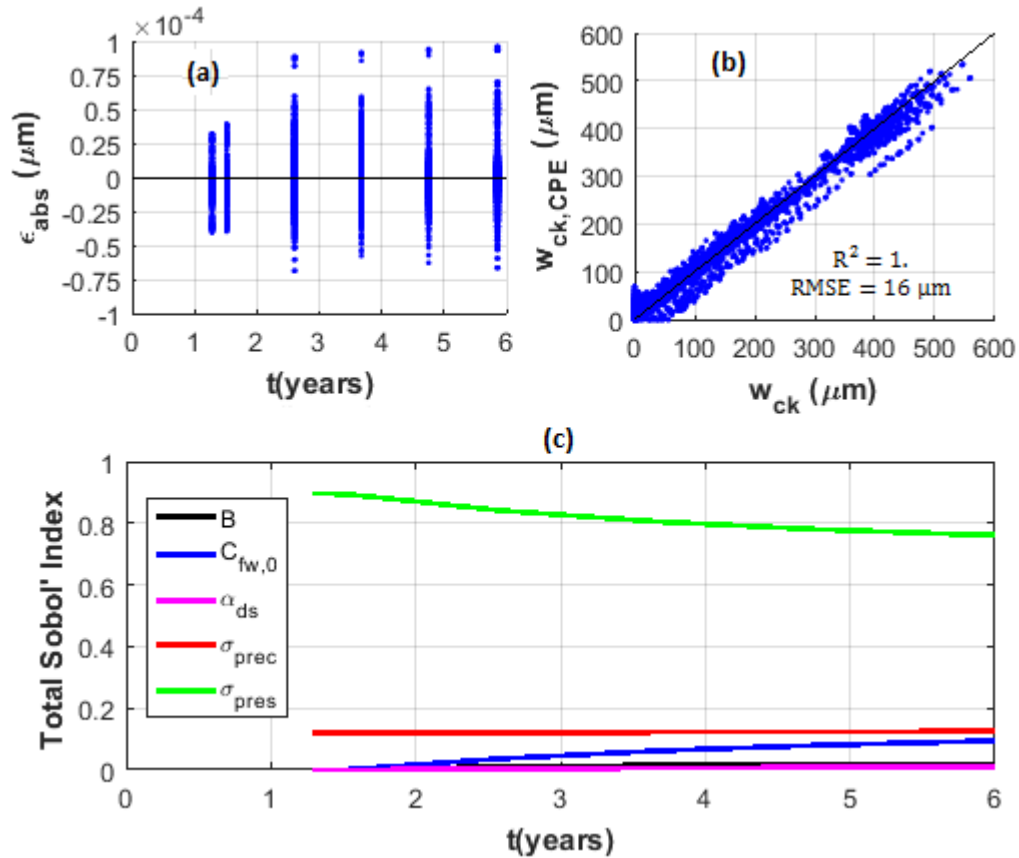 × 10⁻⁴
(a)
1
0.75
0.5
0.25
0
-0.25
-0.5
-0.75
-1
ϵ_abs (μm)
0 1 2 3 4 5 6
t(years)
(b)
600
500
400
300
200
100
0
w_ck,CPE (μm)
R² = 1.
RMSE = 16 μm
0 100 200 300 400 500 600
w_ck (μm)
(c)
1
0.8
0.6
0.4
0.2
0
Total Sobol' Index
B
C_fw,0
α_ds
σ_prec
σ_pres
0 1 2 3 4 5 6
t(years)